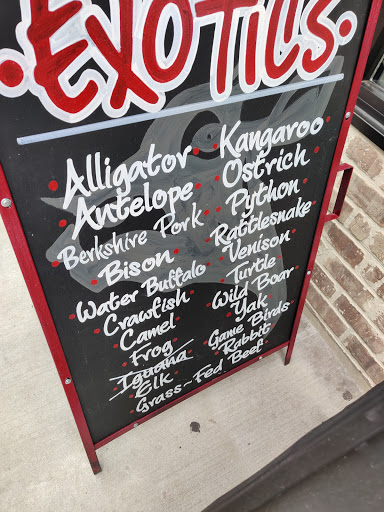 EXOTICS
Alligator
Antelope
Berkshire Pork
Bison
Water Buffalo
Crawfish
Camel
Frog
Iguana
Elk
Kangaroo
Ostrich
Python
Rattlesnake
Venison
Turtle
Wild Boar
Yak
Game Birds
Rabbit
Grass-Fed Beef